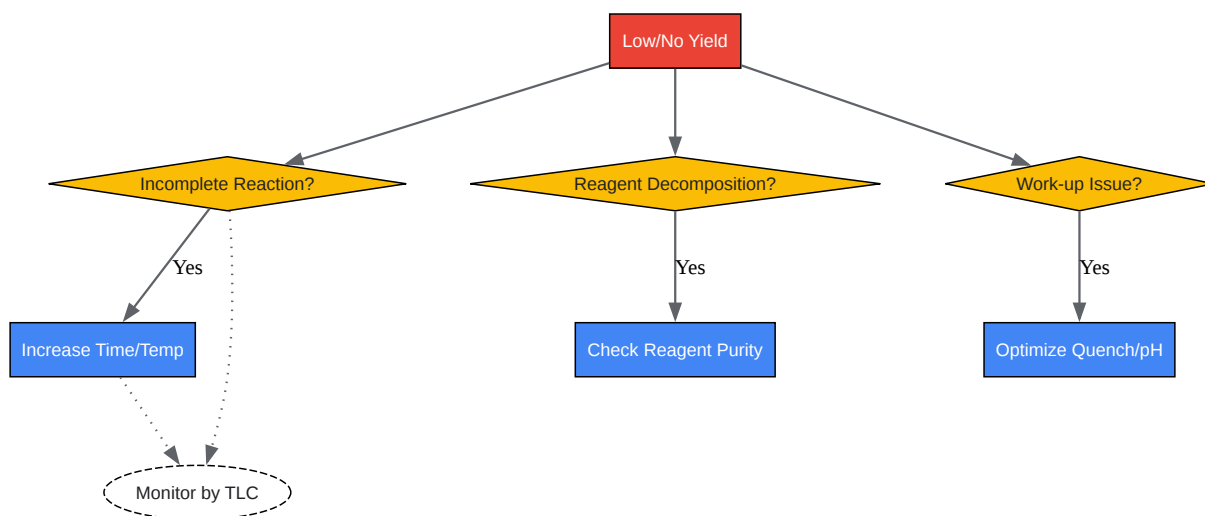 Low/No Yield
Incomplete Reaction?
Reagent Decomposition?
Work-up Issue?
Yes
Yes
Yes
Increase Time/Temp
Check Reagent Purity
Optimize Quench/pH
Monitor by TLC